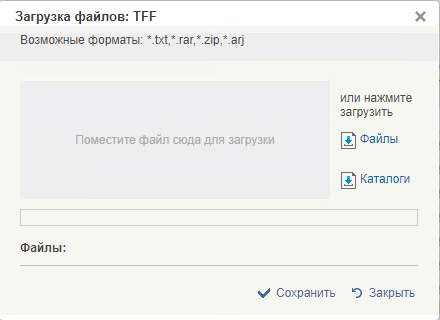 Загрузка файлов: TFF
Возможные форматы: *.txt,*.rar,*.zip,*.arj
Поместите файл сюда для загрузки
или нажмите
загрузить
Файлы
Каталоги
Файлы:
Сохранить
Закрыть